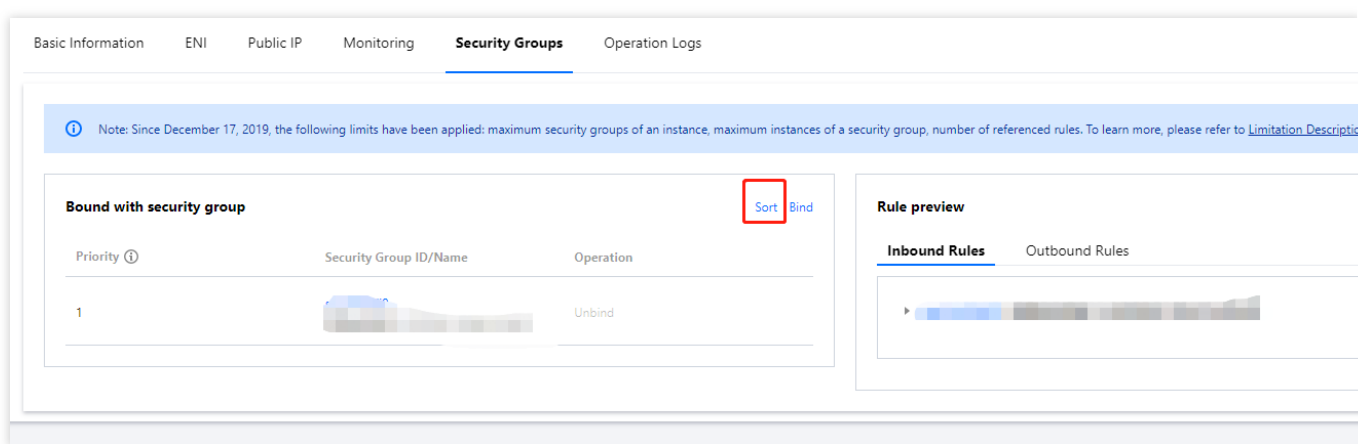 Basic Information ENI Public IP Monitoring Security Groups Operation Logs
Note: Since December 17, 2019, the following limits have been applied: maximum security groups of an instance, maximum instances of a security group, number of referenced rules. To learn more, please refer to Limitation Descriptio
Bound with security group Sort Bind
Priority Security Group ID/Name Operation
1 Unbind
Rule preview
Inbound Rules Outbound Rules